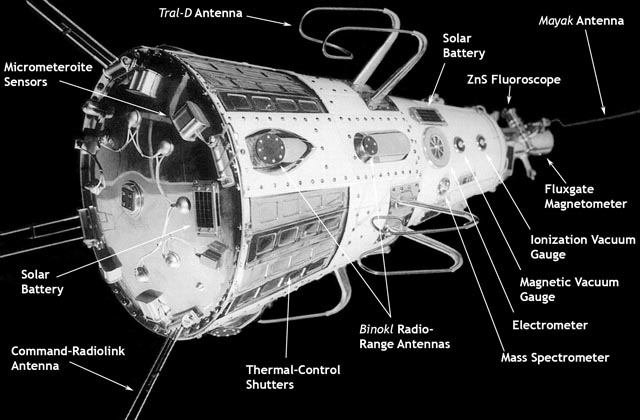 Tral-D Antenna
Mayak Antenna
Solar
Battery
Micrometeroite
Sensors
ZnS Fluoroscope
Fluxgate
Magnetometer
Ionization Vacuum
Gauge
Solar
Battery
Magnetic Vacuum
Gauge
Electrometer
Binokl Radio-
Range Antennas
Command-Radiolink
Antenna
Thermal-Control
Shutters
Mass Spectrometer